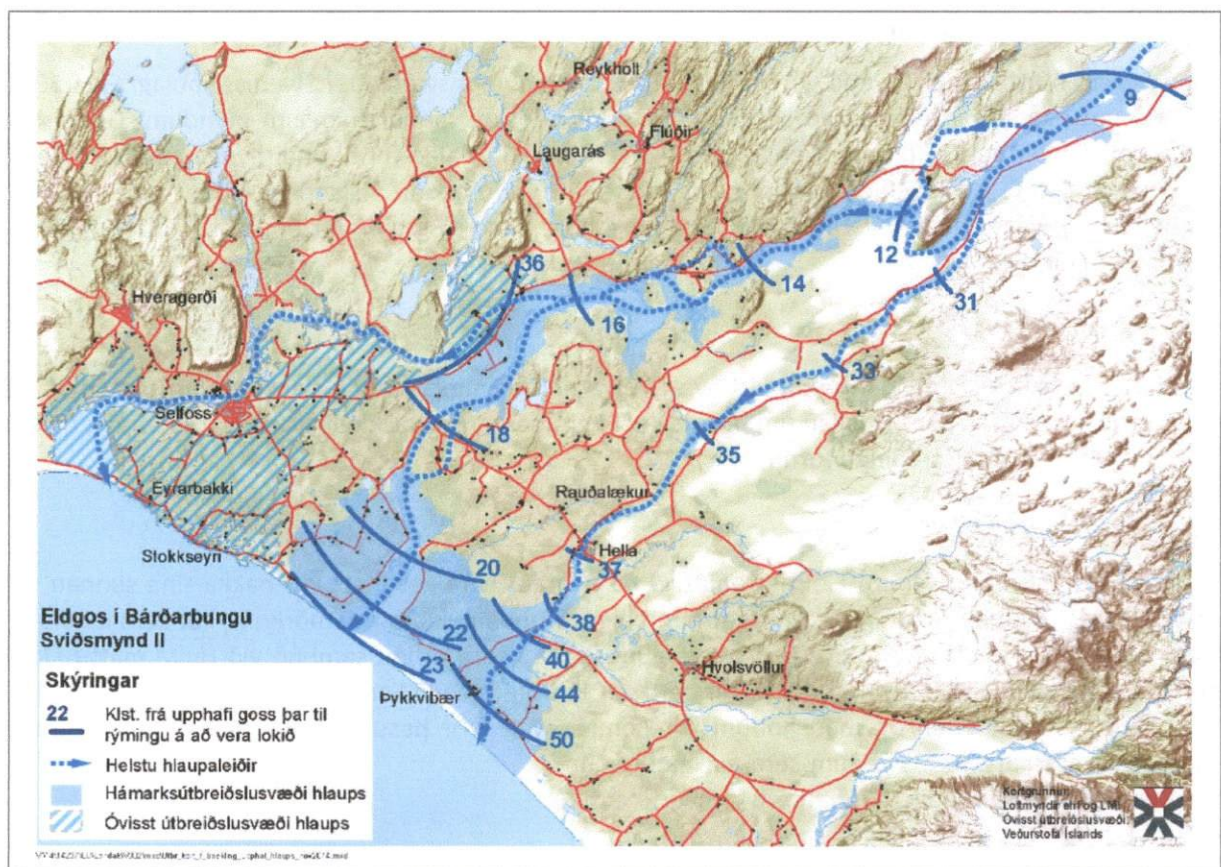 Reykholt
Flúðir
Laugarás
9
12
14
31
36
16
33
Hveragerði
Selfoss
18
35
Eyrarbakki
Rauðalækur
Stokkseyri
20
Hella
37
38
22
40
23
44
Hvolsvöllur
Þykkvibær
50
Eldgos í Bárðarbungu
Sviðsmynd II
Skýringar
22 Klst. frá upphafi goss þar til
rýmingu á að vera lokið
Helstu hlaupaleiðir
Hámarksútbreiðslusvæði hlaups
Óvisst útbreiðslusvæði hlaups
Kortgrunnur:
Loftmyndir ehf og LMÍ
Óvisst útbreiðslusvæði:
Veðurstofa Íslands